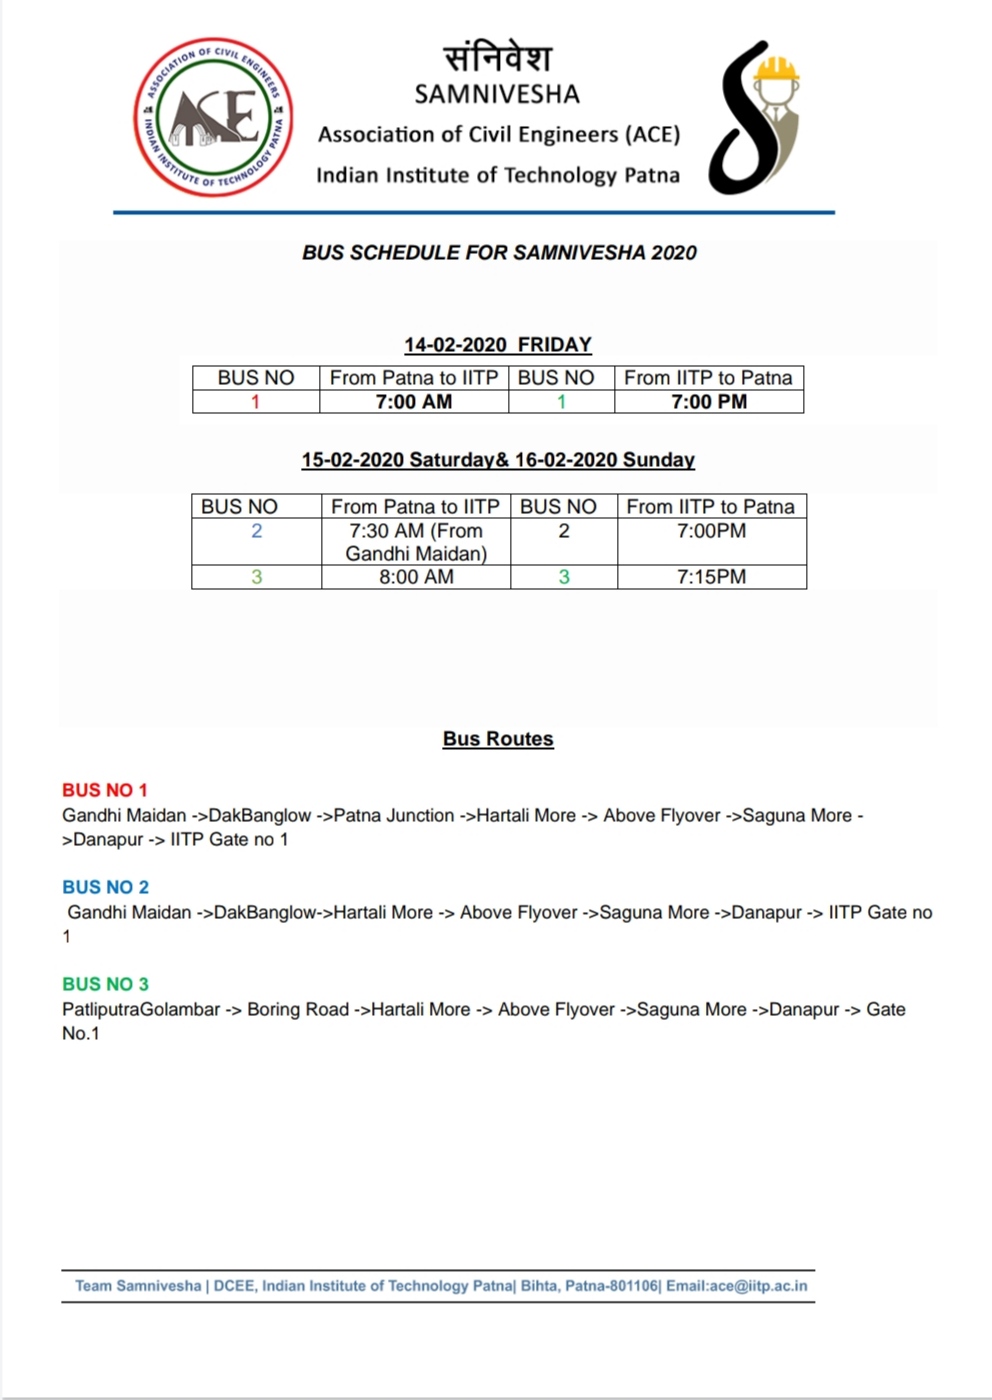 ASSOCIATION OF CIVIL ENGINEERS
ACE
INDIAN INSTITUTE OF TECHNOLOGY PATNA
संनिवेश
SAMNIVESHA
Association of Civil Engineers (ACE)
Indian Institute of Technology Patna
BUS SCHEDULE FOR SAMNIVESHA 2020
14-02-2020 FRIDAY
BUS NO From Patna to IITP BUS NO From IITP to Patna
1 7:00 AM 1 7:00 PM
15-02-2020 Saturday& 16-02-2020 Sunday
BUS NO From Patna to IITP BUS NO From IITP to Patna
2 7:30 AM (From 2 7:00PM
Gandhi Maidan)
3 8:00 AM 3 7:15PM
Bus Routes
BUS NO 1
Gandhi Maidan ->DakBanglow ->Patna Junction ->Hartali More -> Above Flyover ->Saguna More -
>Danapur -> IITP Gate no 1
BUS NO 2
Gandhi Maidan ->DakBanglow->Hartali More -> Above Flyover ->Saguna More ->Danapur -> IITP Gate no
1
BUS NO 3
PatliputraGolambar -> Boring Road ->Hartali More -> Above Flyover ->Saguna More ->Danapur -> Gate
No.1
Team Samnivesha | DCEE, Indian Institute of Technology Patna| Bihta, Patna-801106| Email:ace@iitp.ac.in